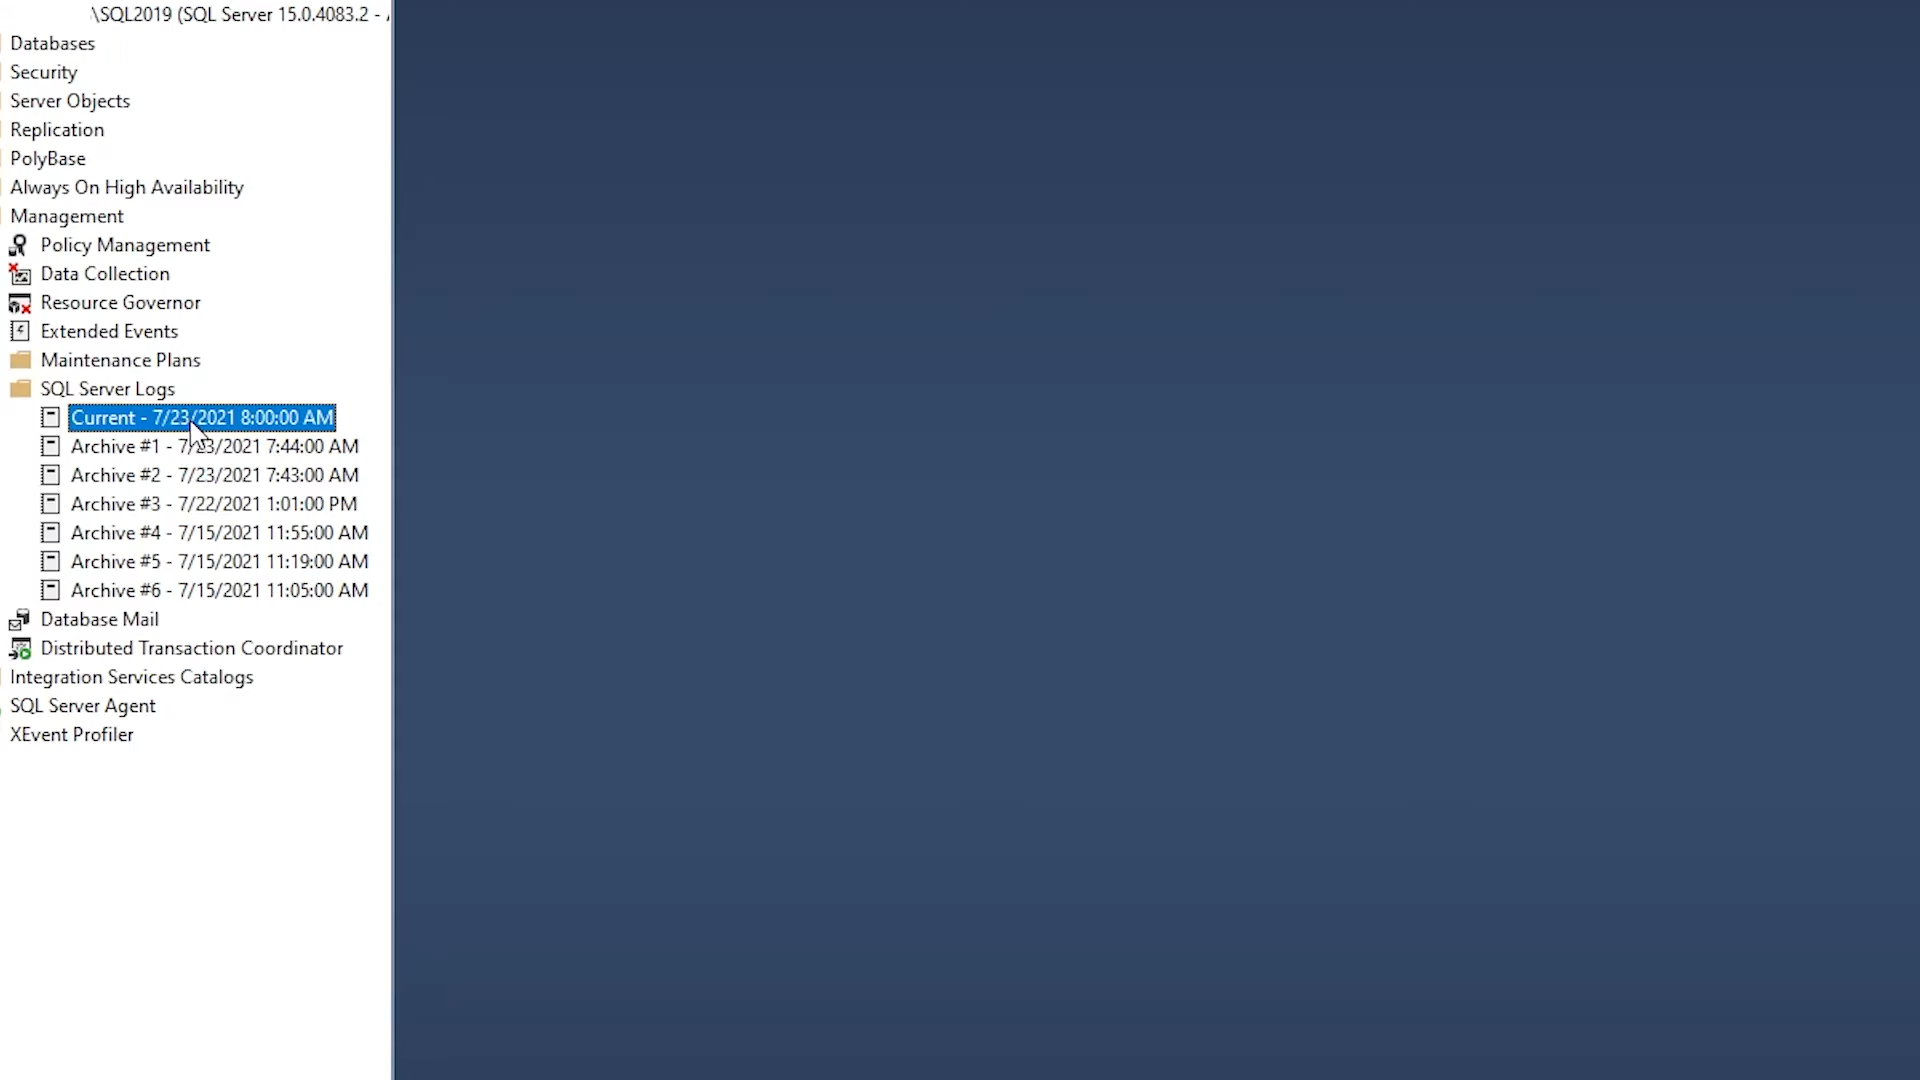 \SQL2019 (SQL Server 15.0.4083.2 -
Databases
Security
Server Objects
Replication
PolyBase
Always On High Availability
Management
Policy Management
Data Collection
Resource Governor
Extended Events
Maintenance Plans
SQL Server Logs
Current - 7/23/2021 8:00:00 AM
Archive #1 - 7/23/2021 7:44:00 AM
Archive #2 - 7/23/2021 7:43:00 AM
Archive #3 - 7/22/2021 1:01:00 PM
Archive #4 - 7/15/2021 11:55:00 AM
Archive #5 - 7/15/2021 11:19:00 AM
Archive #6 - 7/15/2021 11:05:00 AM
Database Mail
Distributed Transaction Coordinator
Integration Services Catalogs
SQL Server Agent
XEvent Profiler